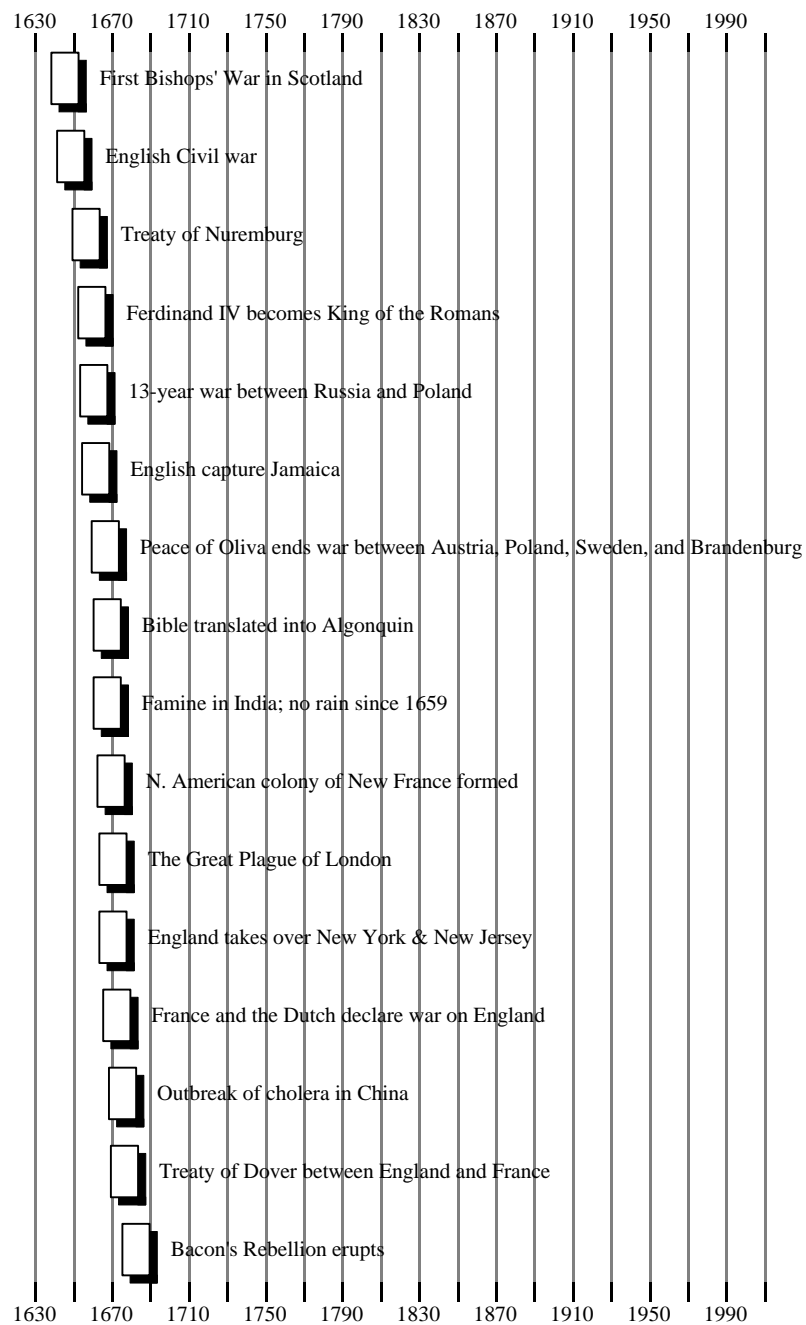 1630 1670 1710 1750 1790 1830 1870 1910 1950 1990
First Bishops' War in Scotland
English Civil war
Treaty of Nuremburg
Ferdinand IV becomes King of the Romans
13-year war between Russia and Poland
English capture Jamaica
Peace of Oliva ends war between Austria, Poland, Sweden, and Brandenburg
Bible translated into Algonquin
Famine in India; no rain since 1659
N. American colony of New France formed
The Great Plague of London
England takes over New York & New Jersey
France and the Dutch declare war on England
Outbreak of cholera in China
Treaty of Dover between England and France
Bacon's Rebellion erupts
1630 1670 1710 1750 1790 1830 1870 1910 1950 1990